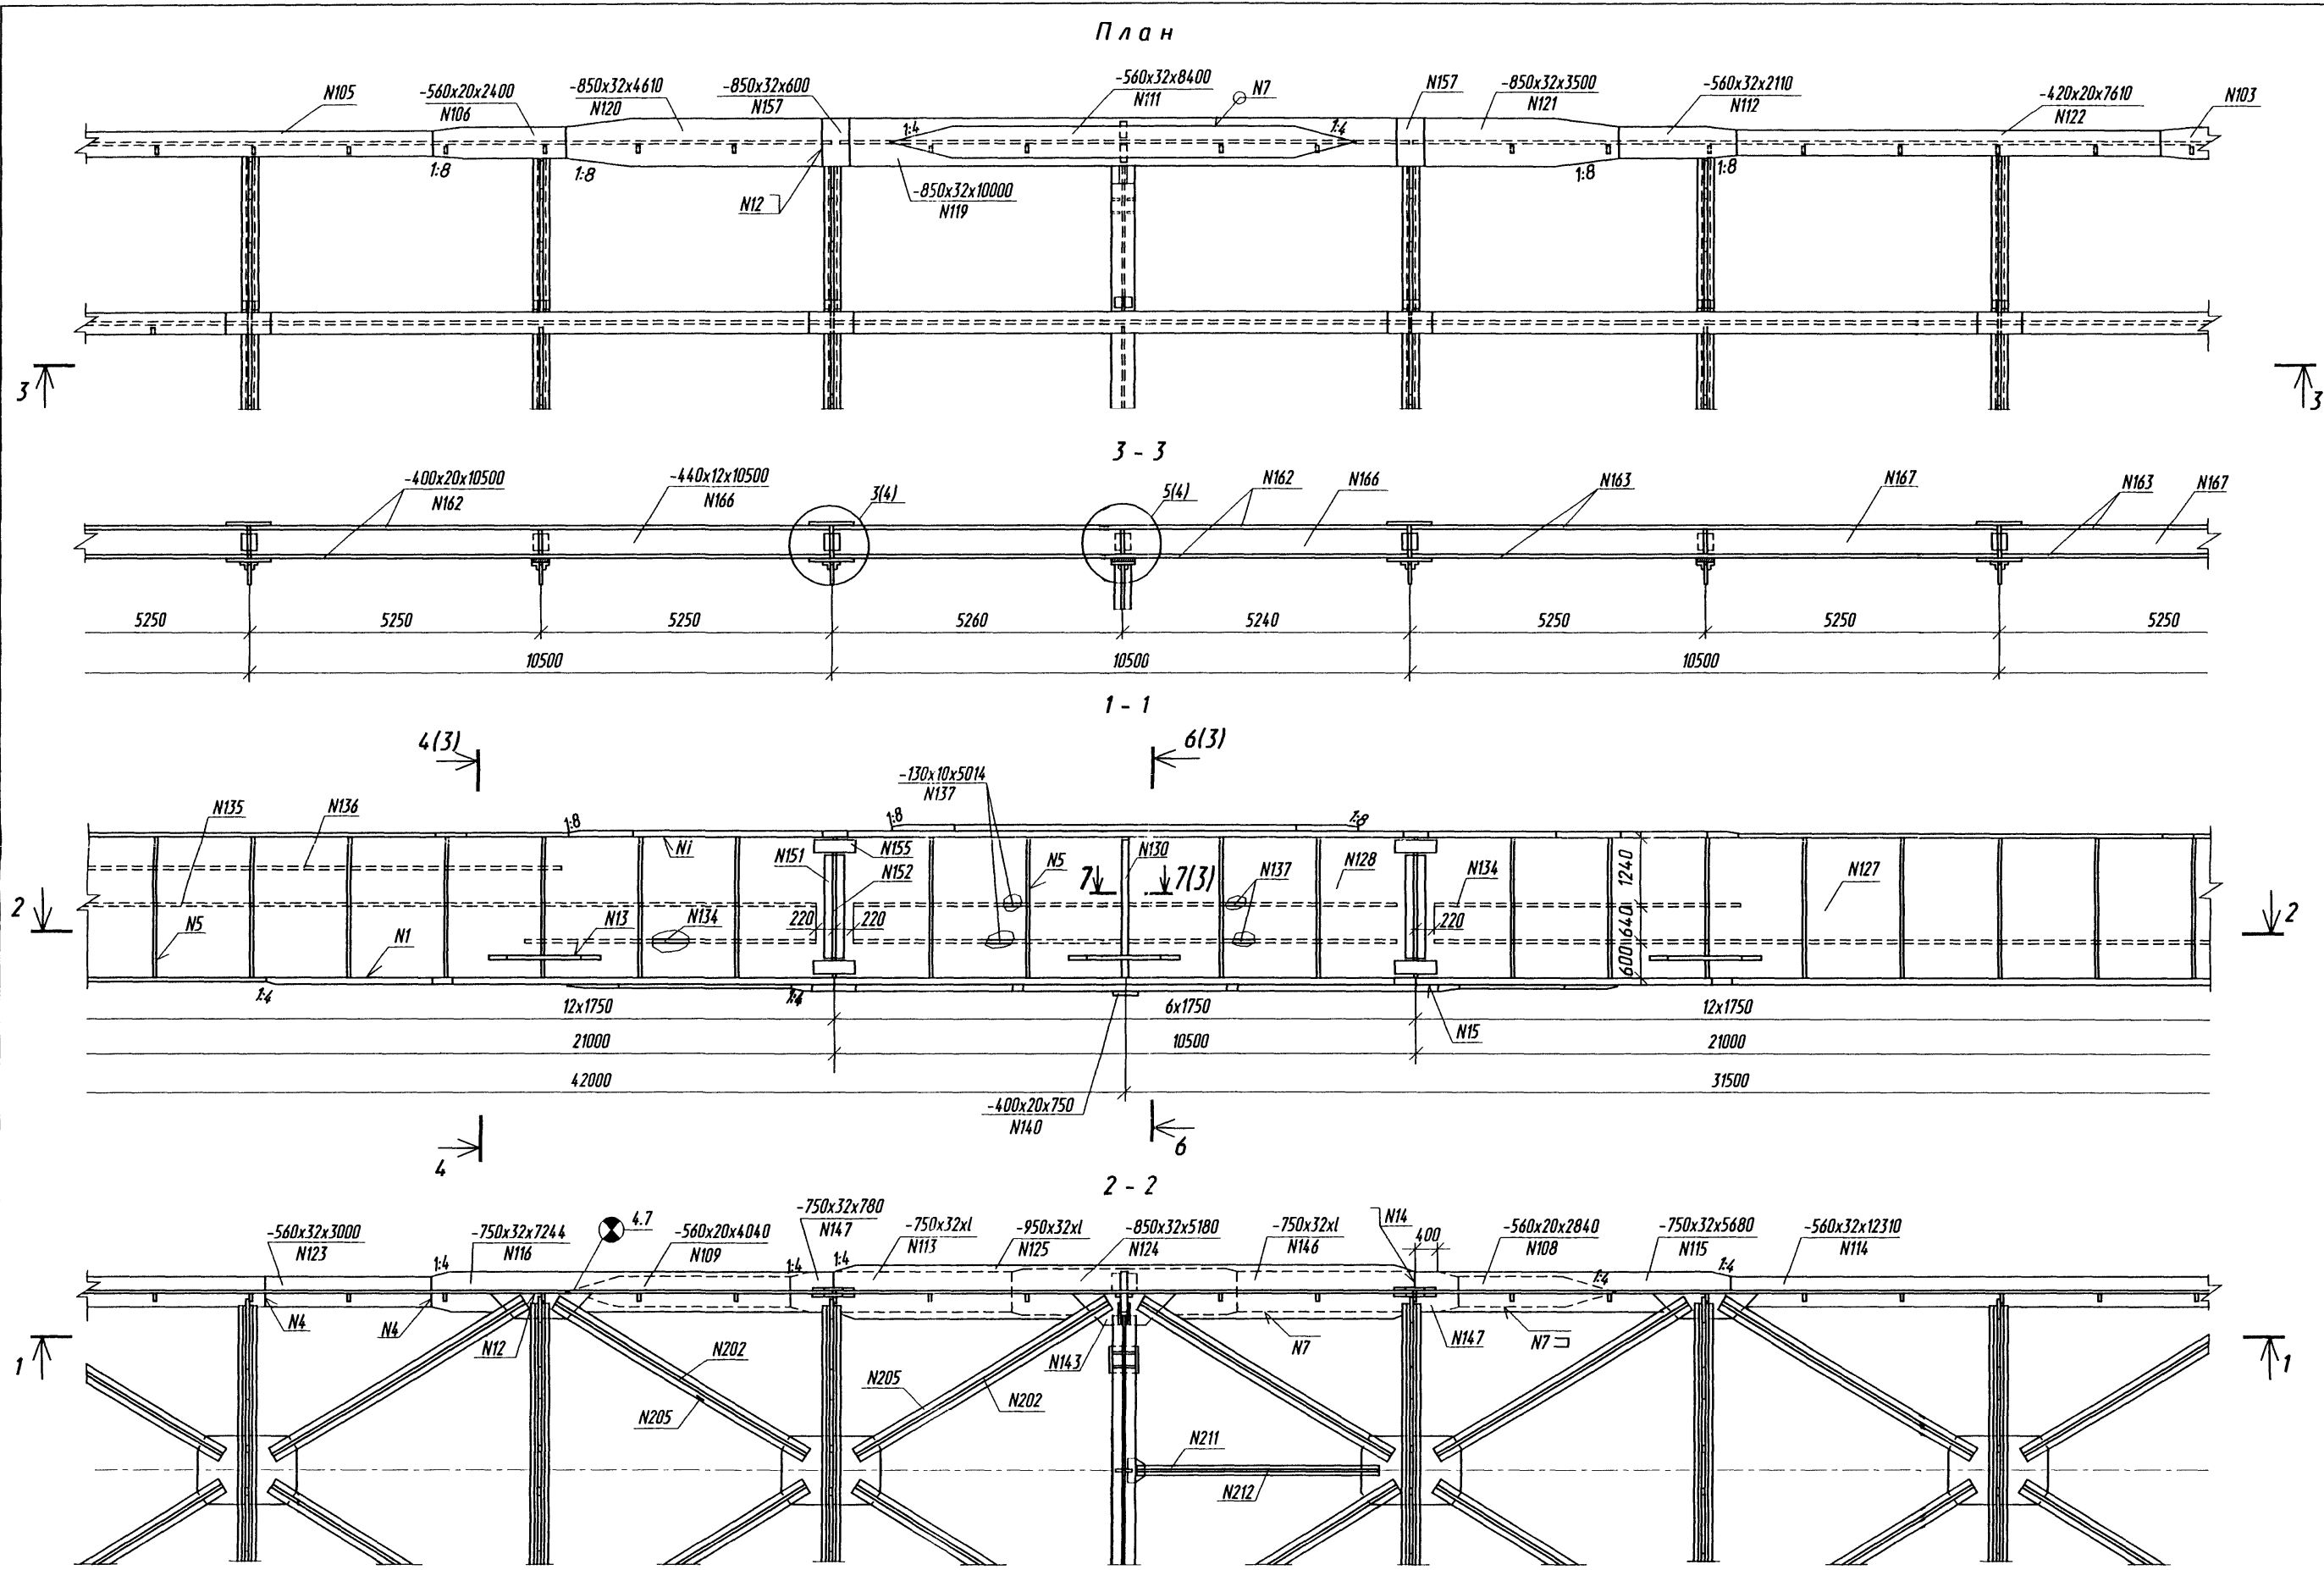 План
N105
-560x20x2400
N106
-850x32x4610
N120
-850x32x600
N157
-560x32x8400
N111
N7
N157
-850x32x3500
N121
-560x32x2110
N112
-420x20x7610
N122
N103
1:4
1:4
1:8
1:8
1:8
1:8
N12
-850x32x10000
N119
3
3
3 - 3
-400x20x10500
N162
-440x12x10500
N166
3(4)
5(4)
N162
N166
N163
N167
N163
N167
5250
5250
5250
5260
5240
5250
5250
5250
10500
10500
10500
1 - 1
4(3)
6(3)
-130x10x5014
N137
N135
N136
1:8
1:8
1:8
Ni
N151
N155
N152
N5
N130
7
7(3)
N137
N128
N134
1240
N127
2
2
N5
N1
N13
N134
220
220
220
640
600
1:4
1:4
12x1750
6x1750
12x1750
N15
21000
10500
21000
42000
31500
-400x20x750
N140
4
6
2 - 2
-560x32x3000
N123
-750x32x7244
N116
4.7
-560x20x4040
N109
-750x32x780
N147
-750x32xl
N113
-950x32xl
N125
-850x32x5180
N124
-750x32xl
N146
N14
400
-560x20x2840
N108
-750x32x5680
N115
-560x32x12310
N114
1:4
1:4
1:4
1:4
1:4
N4
N4
N12
N202
N205
N205
N143
N202
N7
N147
N7
1
1
N211
N212